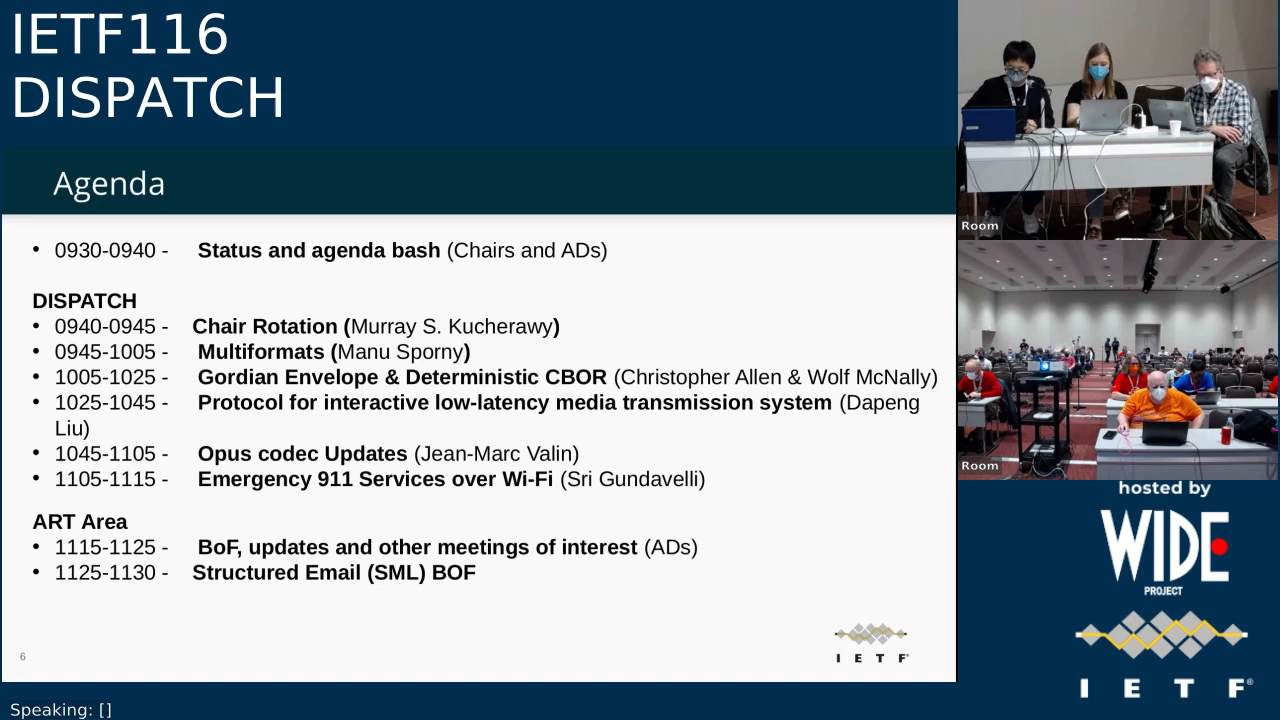 IETF116
DISPATCH
Agenda
• 0930-0940 - Status and agenda bash (Chairs and ADs)
DISPATCH
• 0940-0945 - Chair Rotation (Murray S. Kucherawy)
• 0945-1005 - Multiformats (Manu Sporny)
• 1005-1025 - Gordian Envelope & Deterministic CBOR (Christopher Allen & Wolf McNally)
• 1025-1045 - Protocol for interactive low-latency media transmission system (Dapeng
Liu)
• 1045-1105 - Opus codec Updates (Jean-Marc Valin)
• 1105-1115 - Emergency 911 Services over Wi-Fi (Sri Gundavelli)
ART Area
• 1115-1125 - BoF, updates and other meetings of interest (ADs)
• 1125-1130 - Structured Email (SML) BOF
6
I E T F®
Speaking: []
Room
Room
hosted by
WIDE
PROJECT
I E T F®